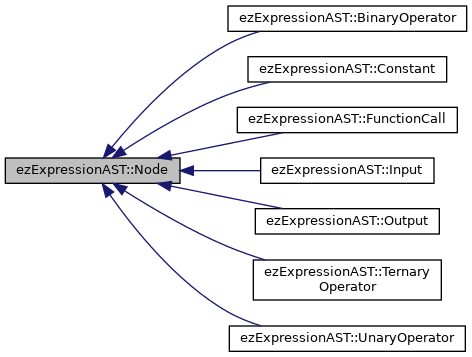 ezExpressionAST::BinaryOperator
ezExpressionAST::Constant
ezExpressionAST::FunctionCall
ezExpressionAST::Node
ezExpressionAST::Input
ezExpressionAST::Output
ezExpressionAST::Ternary
Operator
ezExpressionAST::UnaryOperator